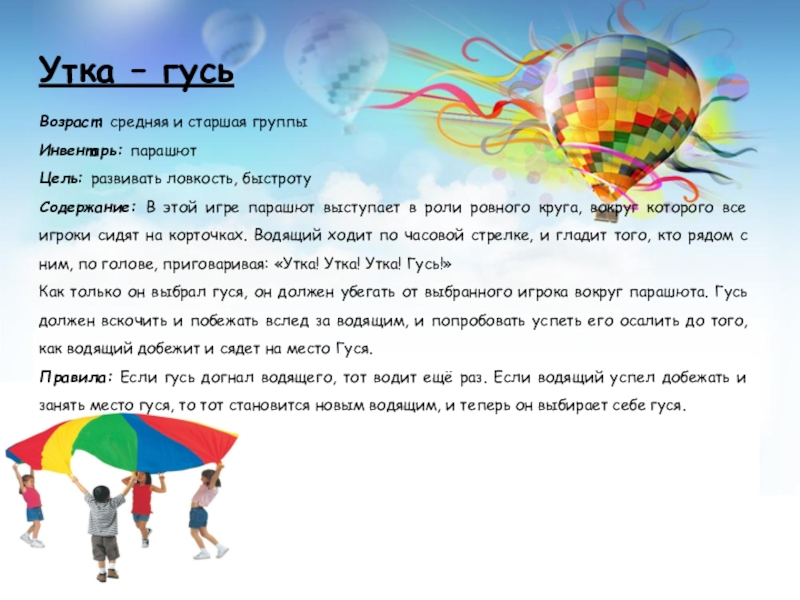 Утка – гусь
Возраст: средняя и старшая группы
Инвентарь: парашют
Цель: развивать ловкость, быстроту
Содержание: В этой игре парашют выступает в роли ровного круга, вокруг которого все
игроки сидят на корточках. Водящий ходит по часовой стрелке, и гладит того, кто рядом с
ним, по голове, приговаривая: «Утка! Утка! Утка! Гусь!»
Как только он выбрал гуся, он должен убегать от выбранного игрока вокруг парашюта. Гусь
должен вскочить и побежать вслед за водящим, и попробовать успеть его осалить до того,
как водящий добежит и сядет на место Гуся.
Правила: Если гусь догнал водящего, тот водит ещё раз. Если водящий успел добежать и
занять место гуся, то тот становится новым водящим, и теперь он выбирает себе гуся.